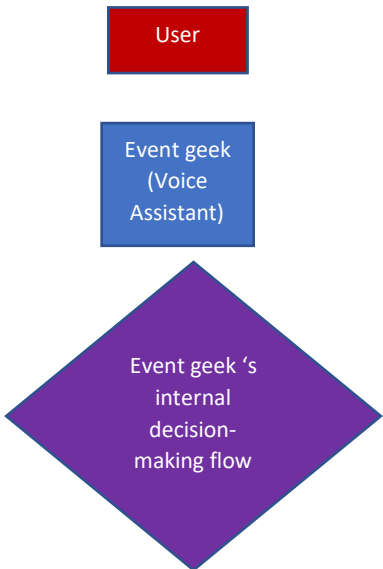 User
Event geek
(Voice
Assistant)
Event geek ‘s
internal
decision-
making flow